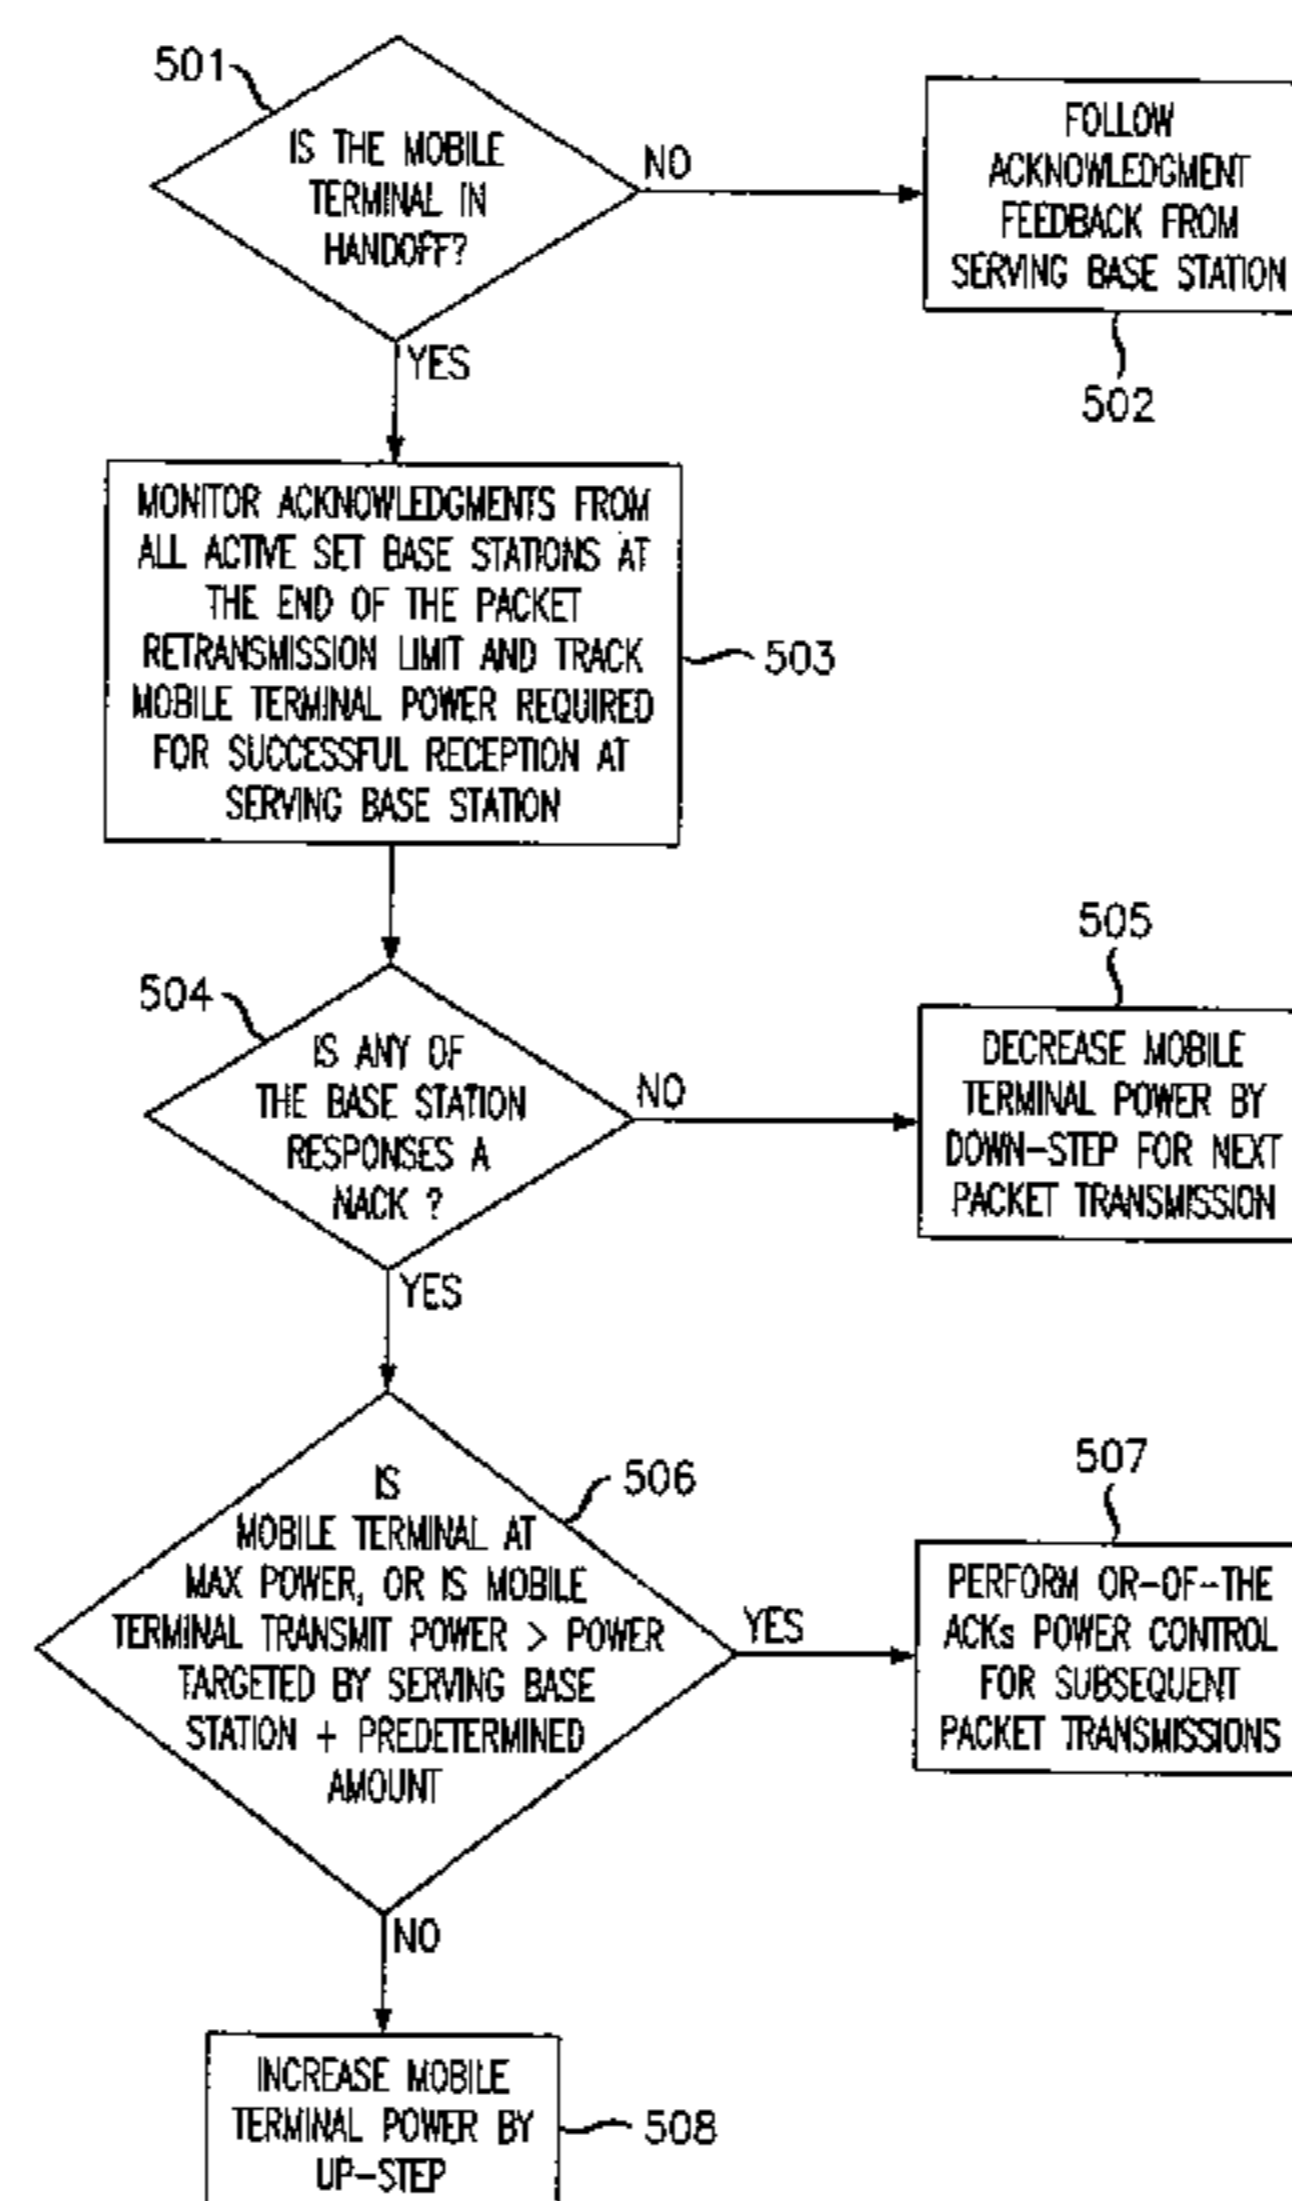 501
IS THE MOBILE
TERMINAL IN
HANDOFF?
NO
FOLLOW
ACKNOWLEDGMENT
FEEDBACK FROM
SERVING BASE STATION
502
YES
MONITOR ACKNOWLEDGMENTS FROM
ALL ACTIVE SET BASE STATIONS AT
THE END OF THE PACKET
RETRANSMISSION LIMIT AND TRACK
MOBILE TERMINAL POWER REQUIRED
FOR SUCCESSFUL RECEPTION AT
SERVING BASE STATION
503
504
IS ANY OF
THE BASE STATION
RESPONSES A
NACK ?
NO
505
DECREASE MOBILE
TERMINAL POWER BY
DOWN-STEP FOR NEXT
PACKET TRANSMISSION
YES
IS
MOBILE TERMINAL AT
MAX POWER, OR IS MOBILE
TERMINAL TRANSMIT POWER > POWER
TARGETED BY SERVING BASE
STATION + PREDETERMINED
AMOUNT
506
YES
507
PERFORM OR-OF-THE
ACKs POWER CONTROL
FOR SUBSEQUENT
PACKET TRANSMISSIONS
NO
INCREASE MOBILE
TERMINAL POWER BY
UP-STEP
508